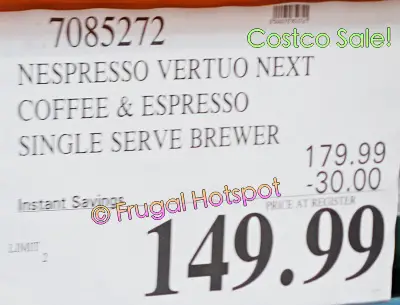 7085272
Costco Sale!
NESPRESSO VERTUO NEXT
COFFEE & ESPRESSO
SINGLE SERVE BREWER
179.99
Instant Savings -30.00
© Frugal Hotspot
PRICE AT REGISTER
LIMIT
2
149.99